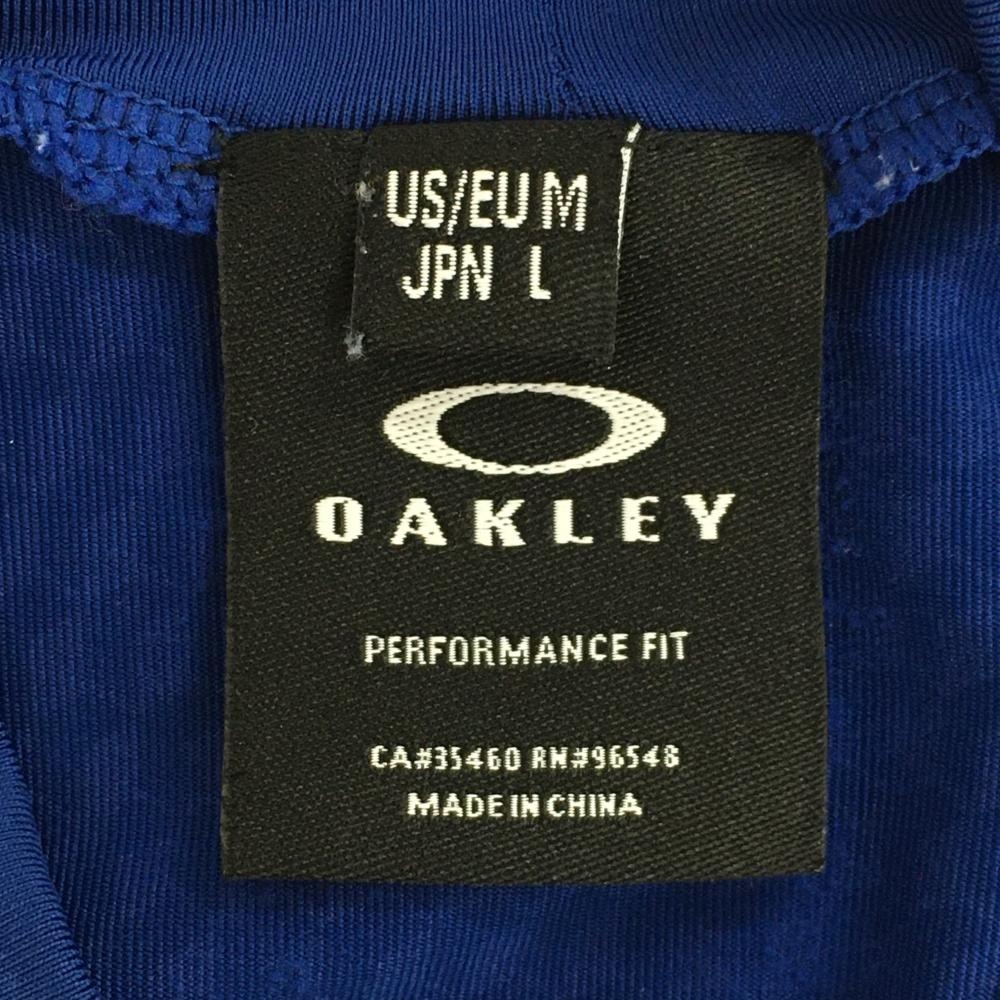 US/EU M
JPN L
OAKLEY
PERFORMANCE FIT
CA#35460 RN#96548
MADE IN CHINA